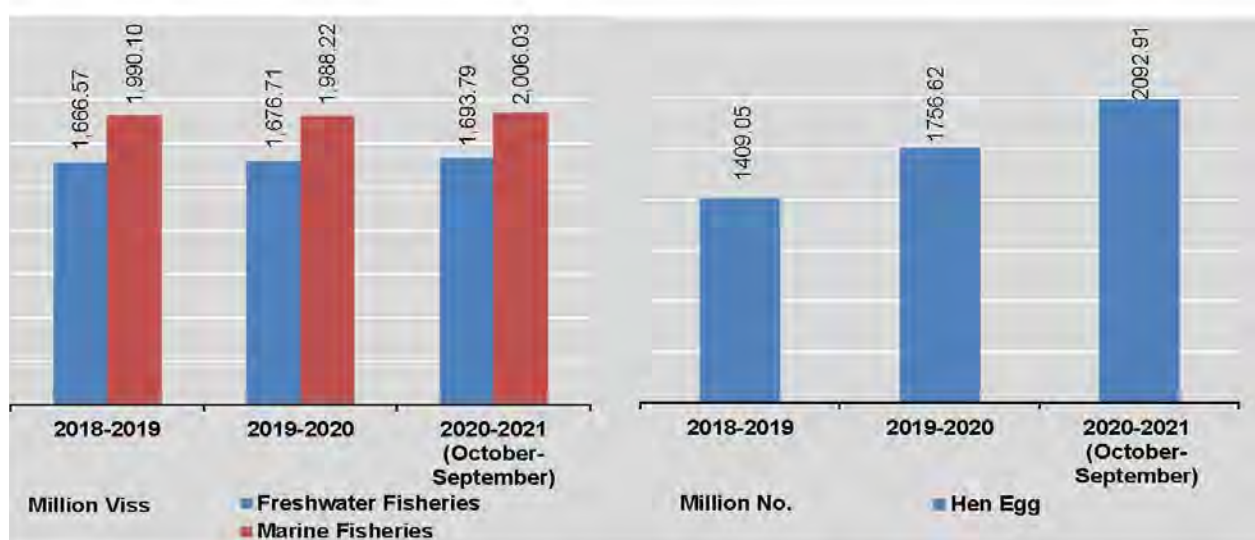 1,666.57
1,990.10
1,676.71
1,988.22
1,693.79
2,006.03
2018-2019
2019-2020
2020-2021
(October-
September)
Million Viss
Freshwater Fisheries
Marine Fisheries
1409.05
1756.62
2092.91
2018-2019
2019-2020
2020-2021
(October-
September)
Million No.
Hen Egg